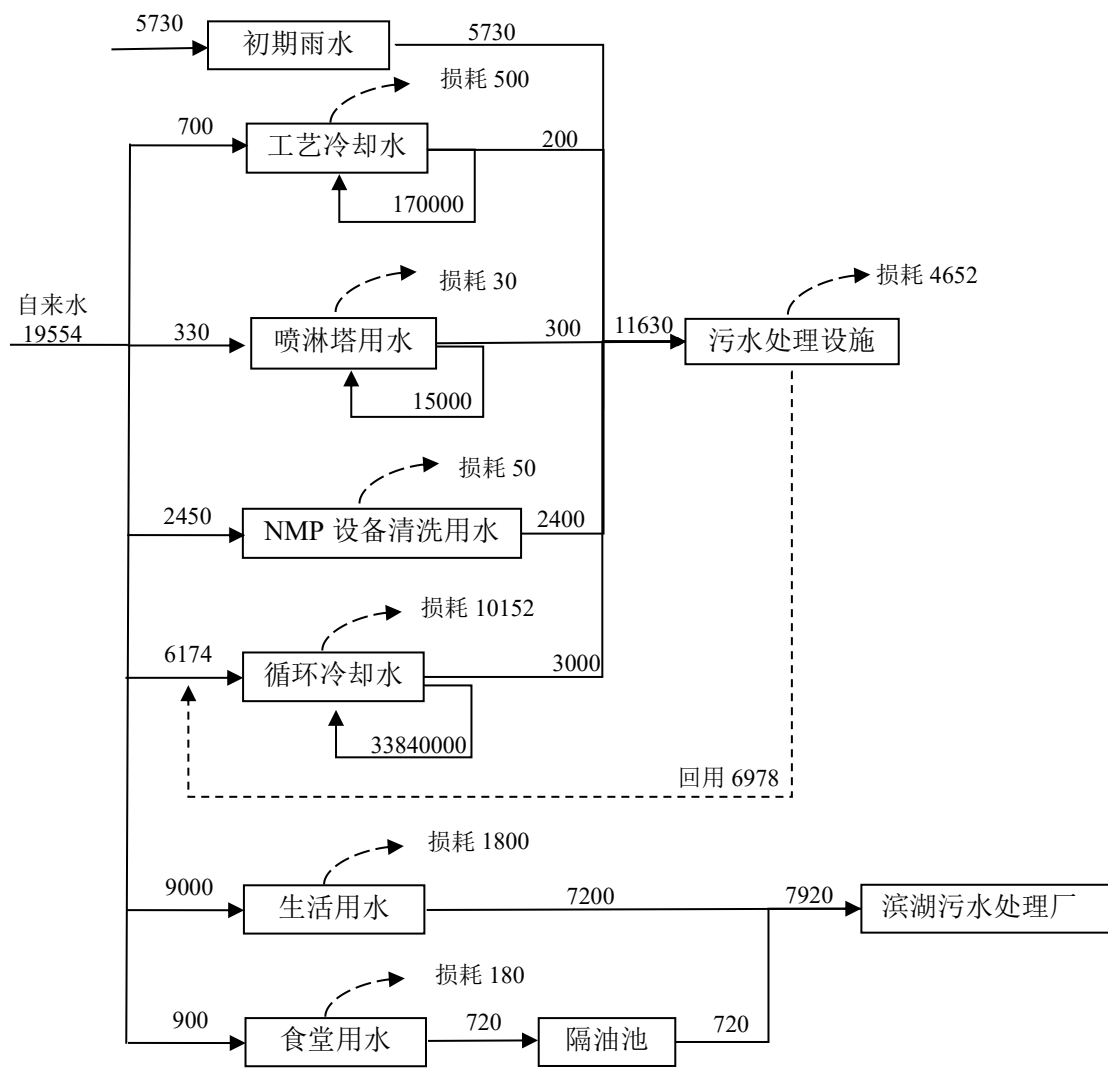 5730
初期雨水
5730
损耗 500
700
工艺冷却水
200
170000
损耗 30
损耗 4652
自来水
19554
330
喷淋塔用水
300
11630
污水处理设施
15000
损耗 50
2450
NMP 设备清洗用水
2400
损耗 10152
6174
循环冷却水
3000
33840000
回用 6978
损耗 1800
9000
生活用水
7200
7920
滨湖污水处理厂
损耗 180
900
食堂用水
720
隔油池
720